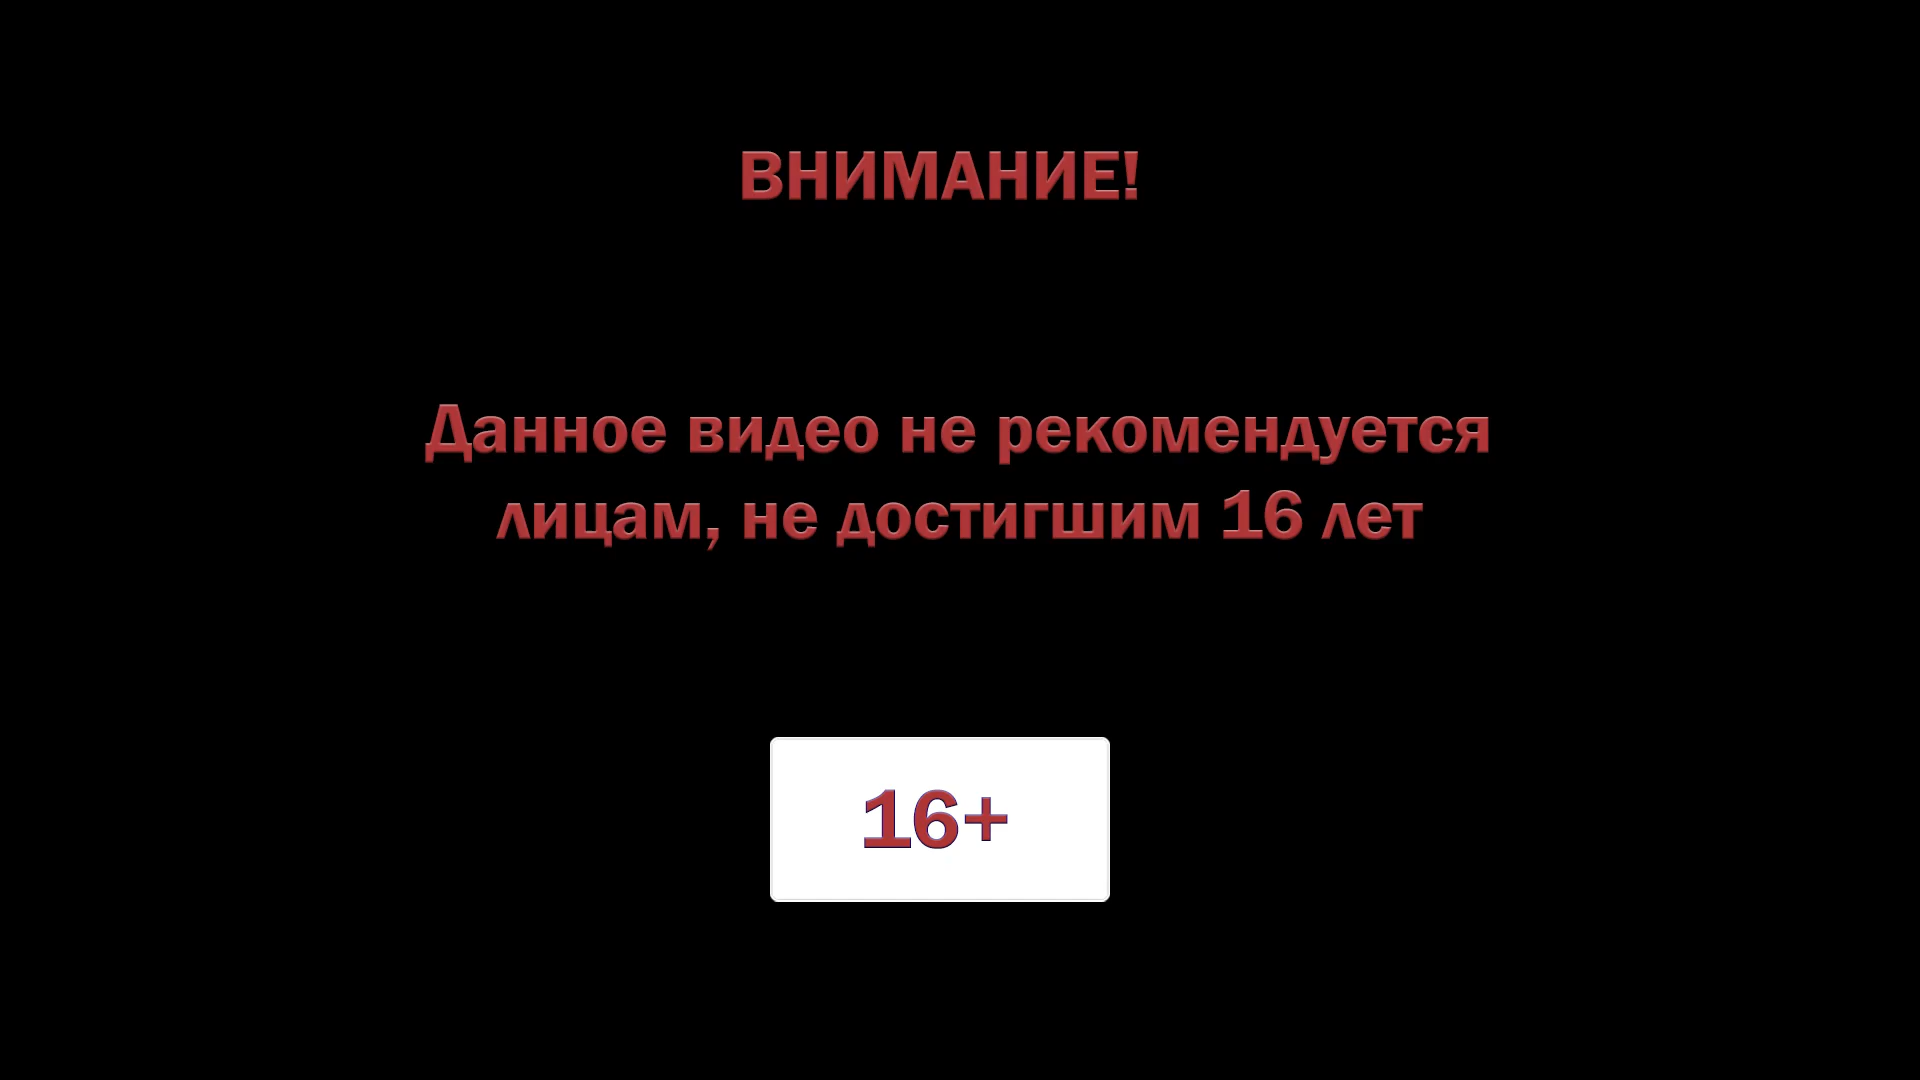 ВНИМАНИЕ!
Данное видео не рекомендуется
лицам, не достигшим 16 лет
16+